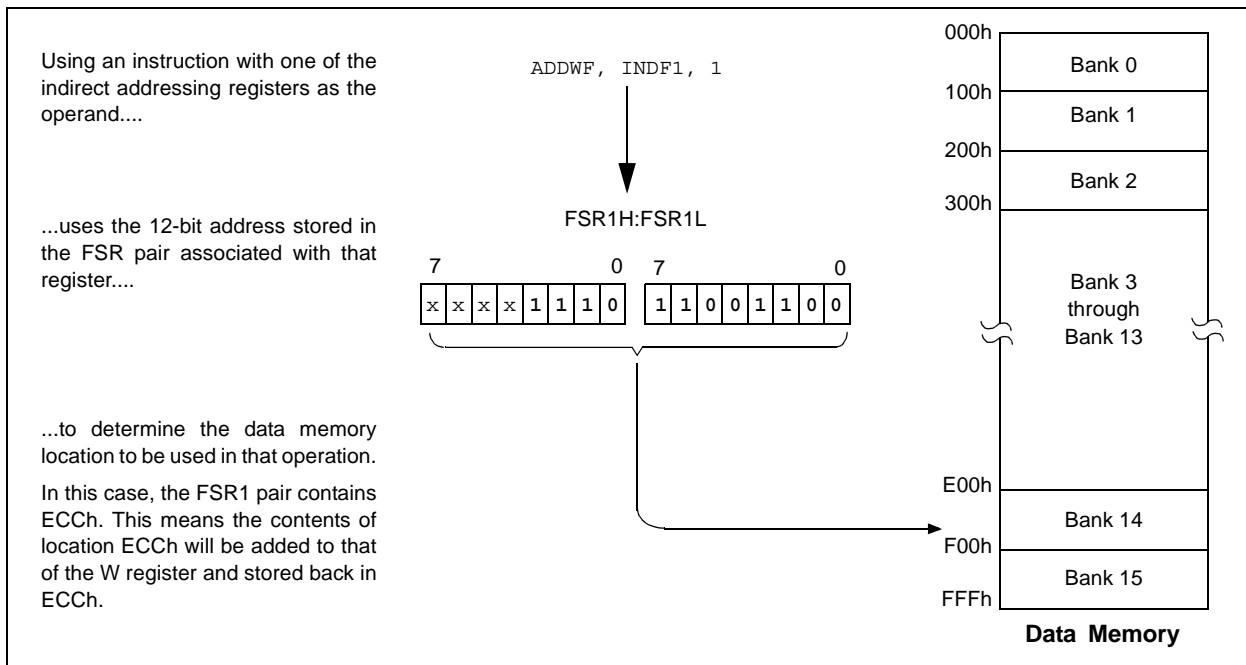 Using an instruction with one of the
indirect addressing registers as the
operand....
ADDWF, INDF1, 1
...uses the 12-bit address stored in
the FSR pair associated with that
register....
FSR1H:FSR1L
7 0 7 0
x x x x 1 1 1 0 1 1 0 0 1 1 0 0
...to determine the data memory
location to be used in that operation.
In this case, the FSR1 pair contains
ECCh. This means the contents of
location ECCh will be added to that
of the W register and stored back in
ECCh.
000h
Bank 0
100h
Bank 1
200h
Bank 2
300h
Bank 3
through
Bank 13
E00h
Bank 14
F00h
Bank 15
FFFh
Data Memory